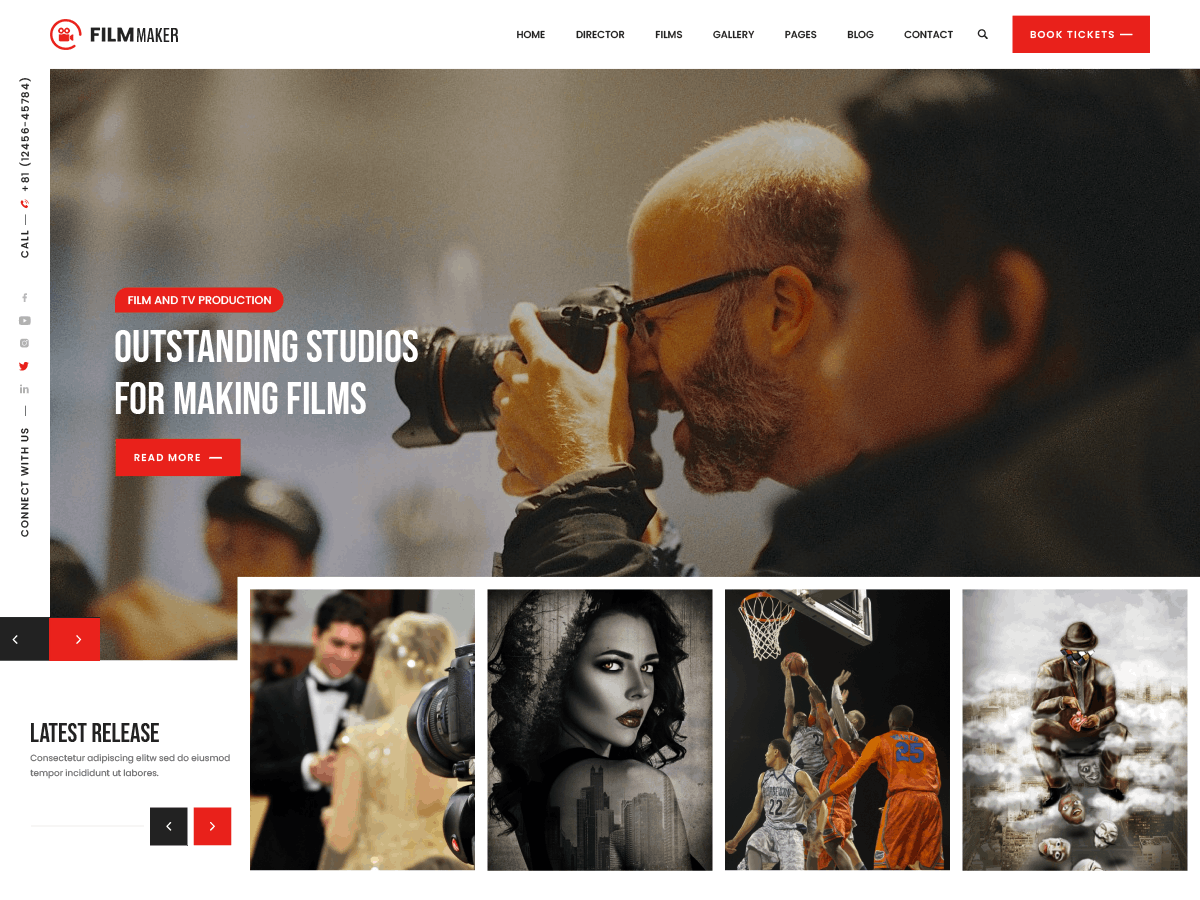 FILMMAKER
HOME DIRECTOR FILMS GALLERY PAGES BLOG CONTACT
BOOK TICKETS
CALL — +81 (12456-45784)
CONNECT WITH US —
FILM AND TV PRODUCTION
OUTSTANDING STUDIOS
FOR MAKING FILMS
READ MORE
LATEST RELEASE
Consectetur adipiscing elitw sed do eiusmod
tempor incididunt ut labores.
22
25